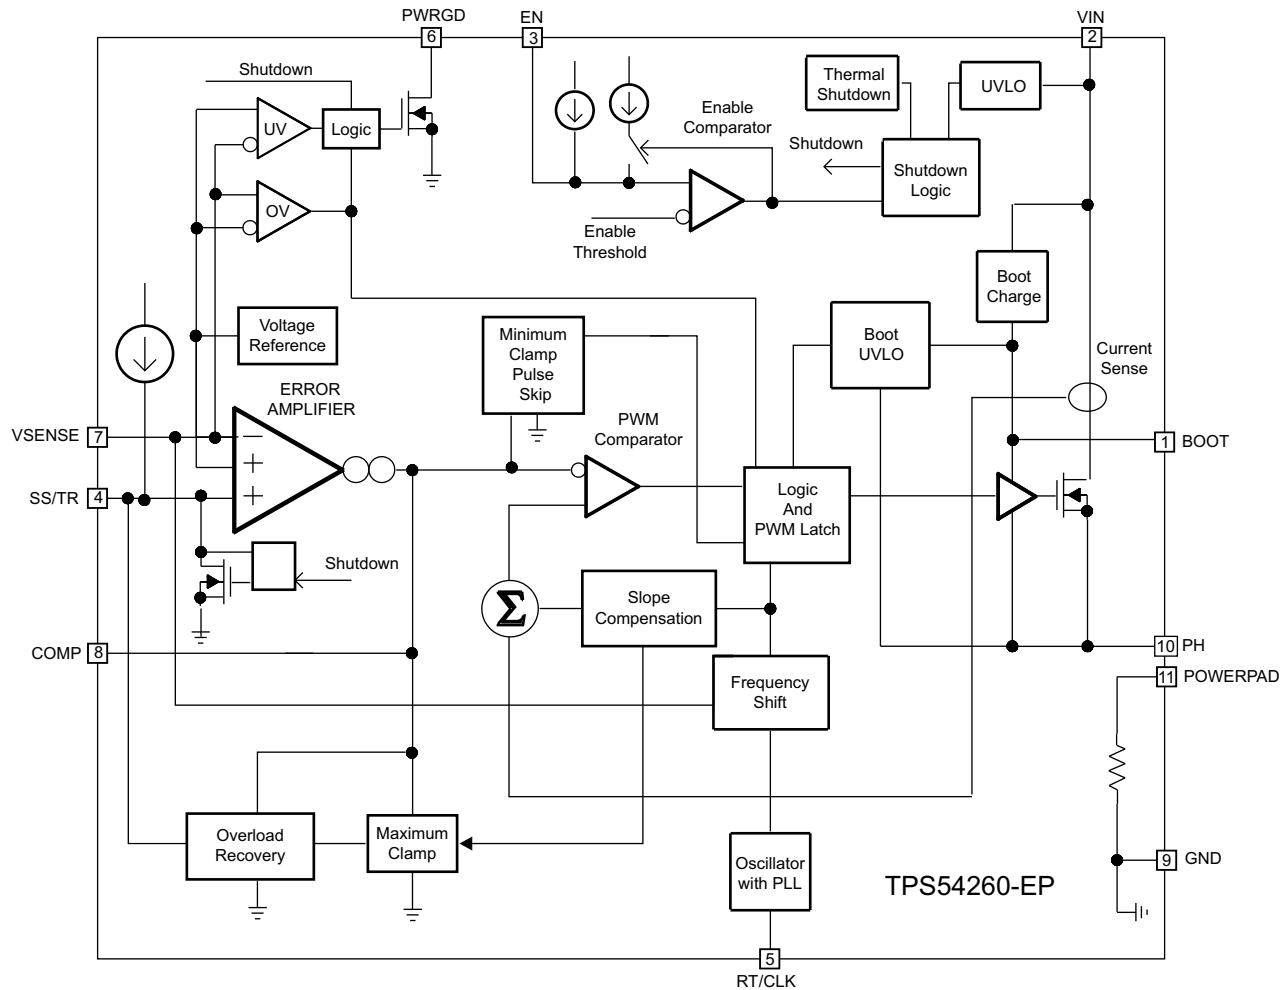 PWRGD
EN
VIN
6
3
2
Shutdown
Thermal
Shutdown
UVLO
UV
Logic
Enable
Comparator
Shutdown
Shutdown
Logic
OV
Enable
Threshold
Boot
Charge
Voltage
Reference
Minimum
Clamp
Pulse
Skip
Boot
UVLO
Current
Sense
ERROR
AMPLIFIER
PWM
Comparator
VSENSE
7
−
+
+
1
BOOT
SS/TR
4
Logic
And
PWM Latch
Shutdown
Σ
Slope
Compensation
COMP
8
10
PH
11
POWERPAD
Frequency
Shift
Overload
Recovery
Maximum
Clamp
Oscillator
with PLL
TPS54260-EP
9
GND
5
RT/CLK